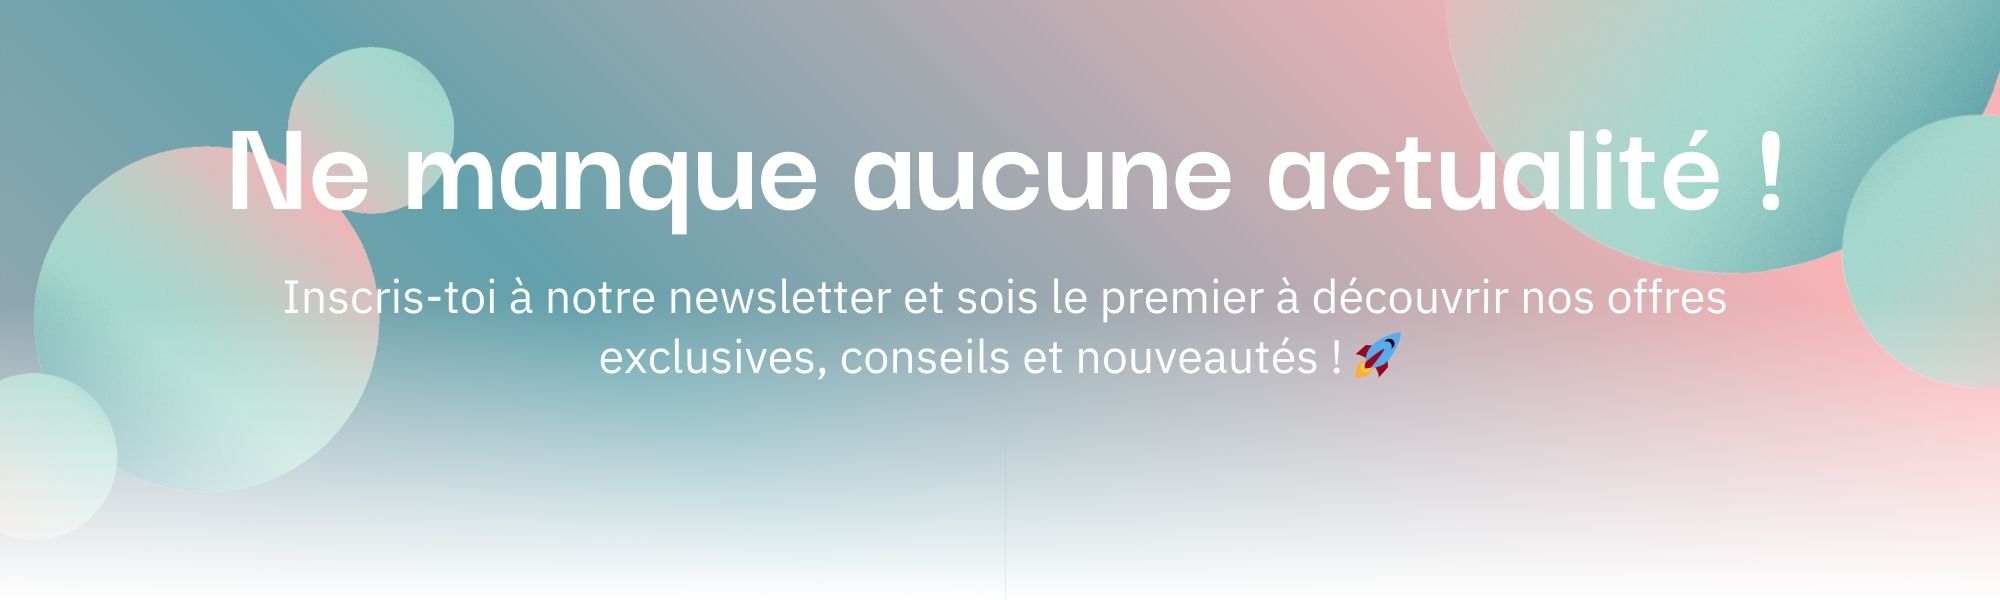 Ne manque aucune actualité !
Inscris-toi à notre newsletter et sois le premier à découvrir nos offres
exclusives, conseils et nouveautés ! 🚀